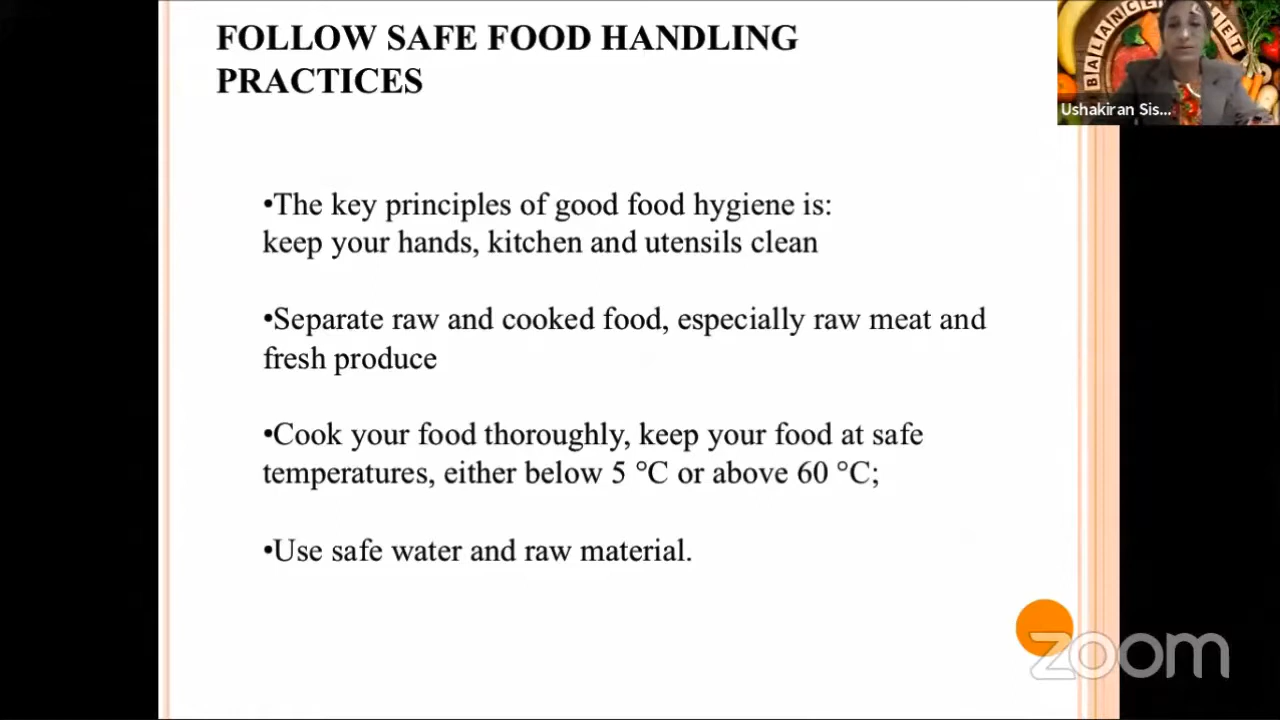 FOLLOW SAFE FOOD HANDLING
PRACTICES
•The key principles of good food hygiene is:
keep your hands, kitchen and utensils clean
•Separate raw and cooked food, especially raw meat and
fresh produce
•Cook your food thoroughly, keep your food at safe
temperatures, either below 5 °C or above 60 °C;
•Use safe water and raw material.
Ushakiran Sis...
zoom